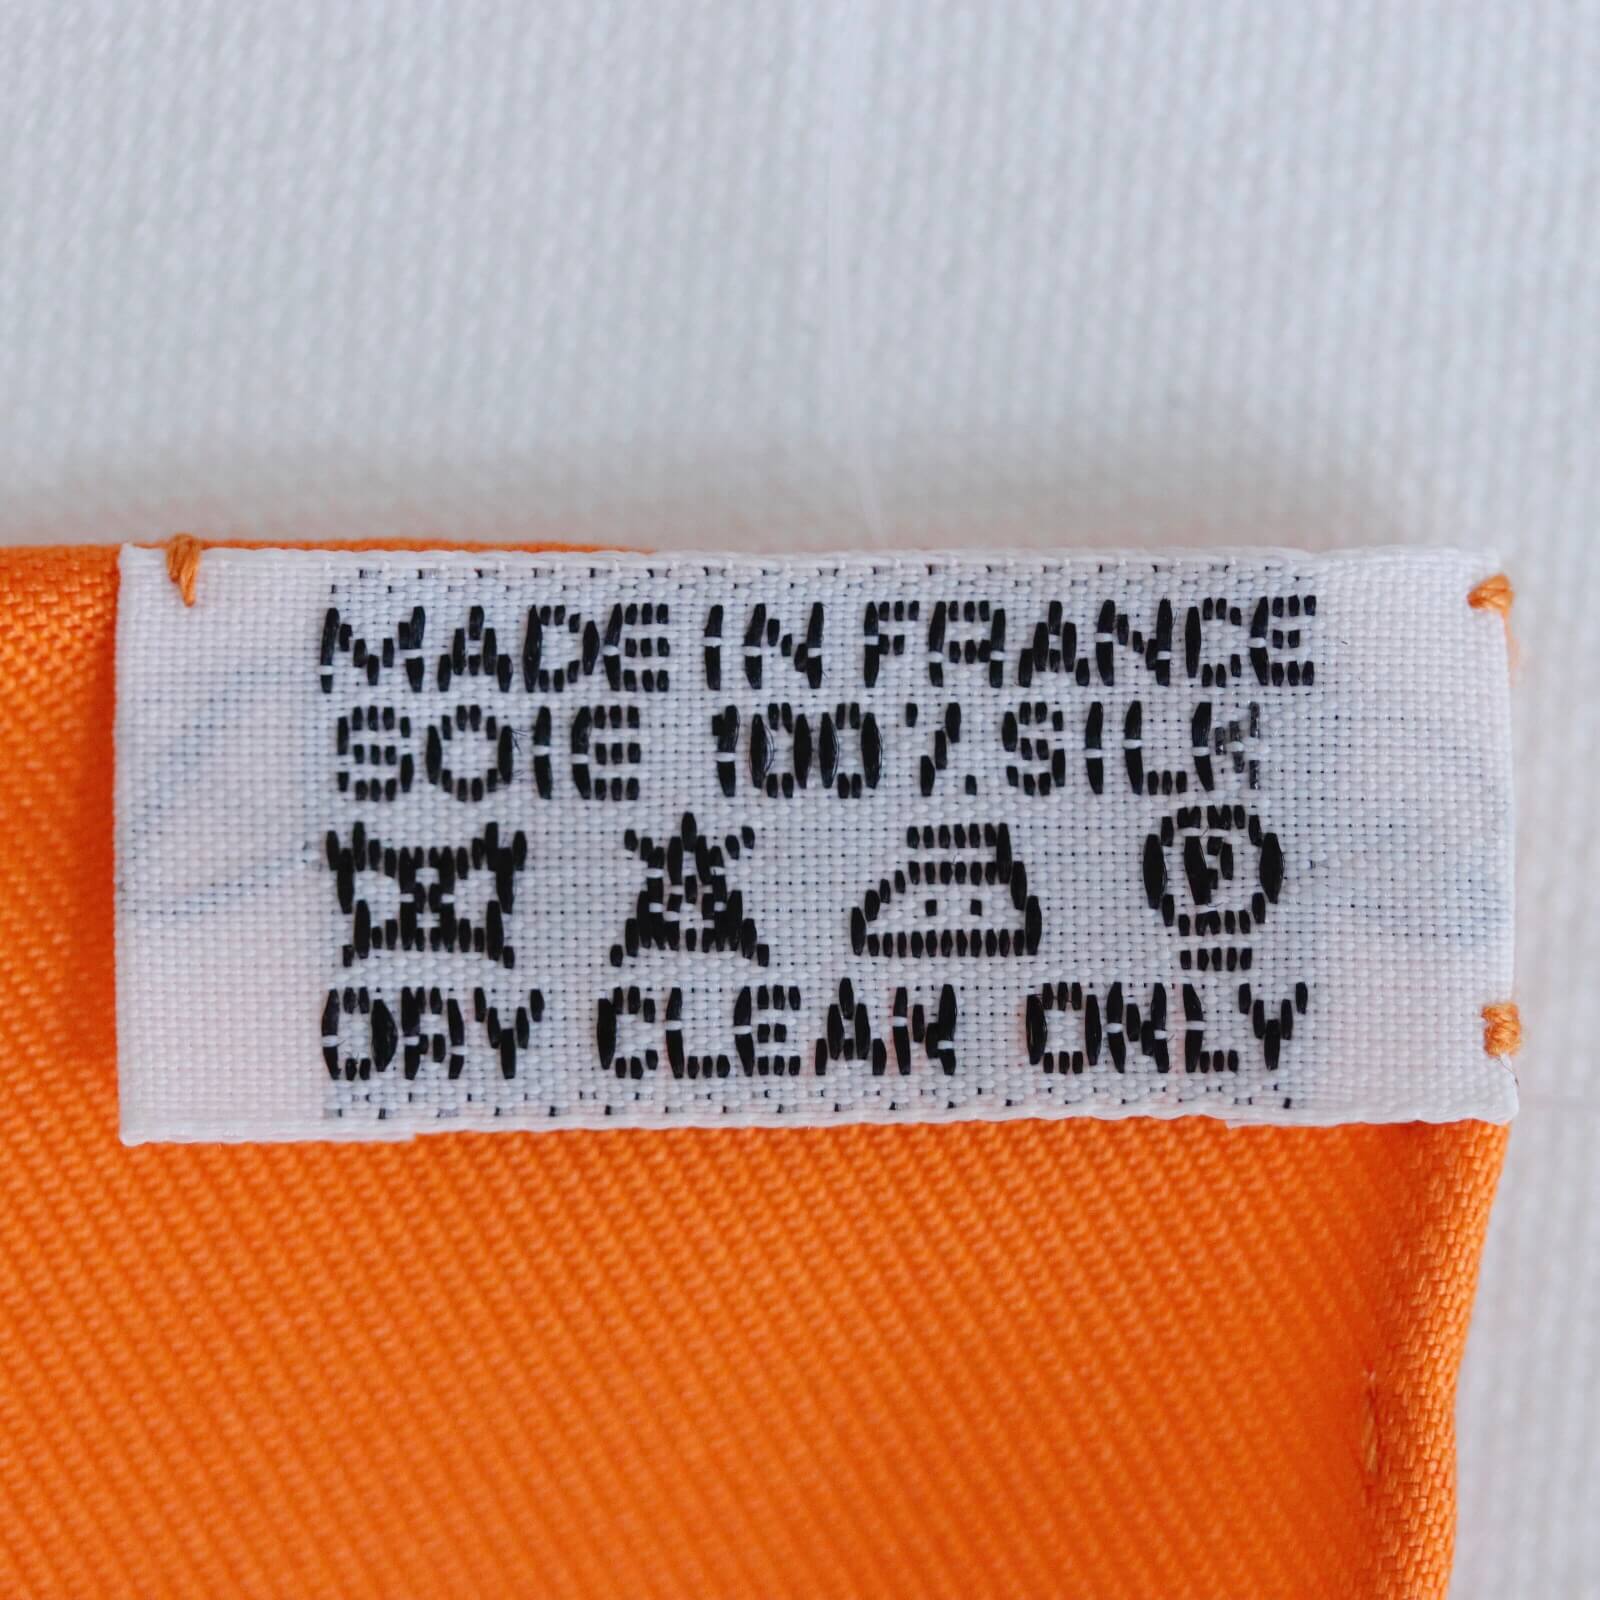 MADE IN FRANCE
SOIE 100% SILK
P
DRY CLEAN ONLY